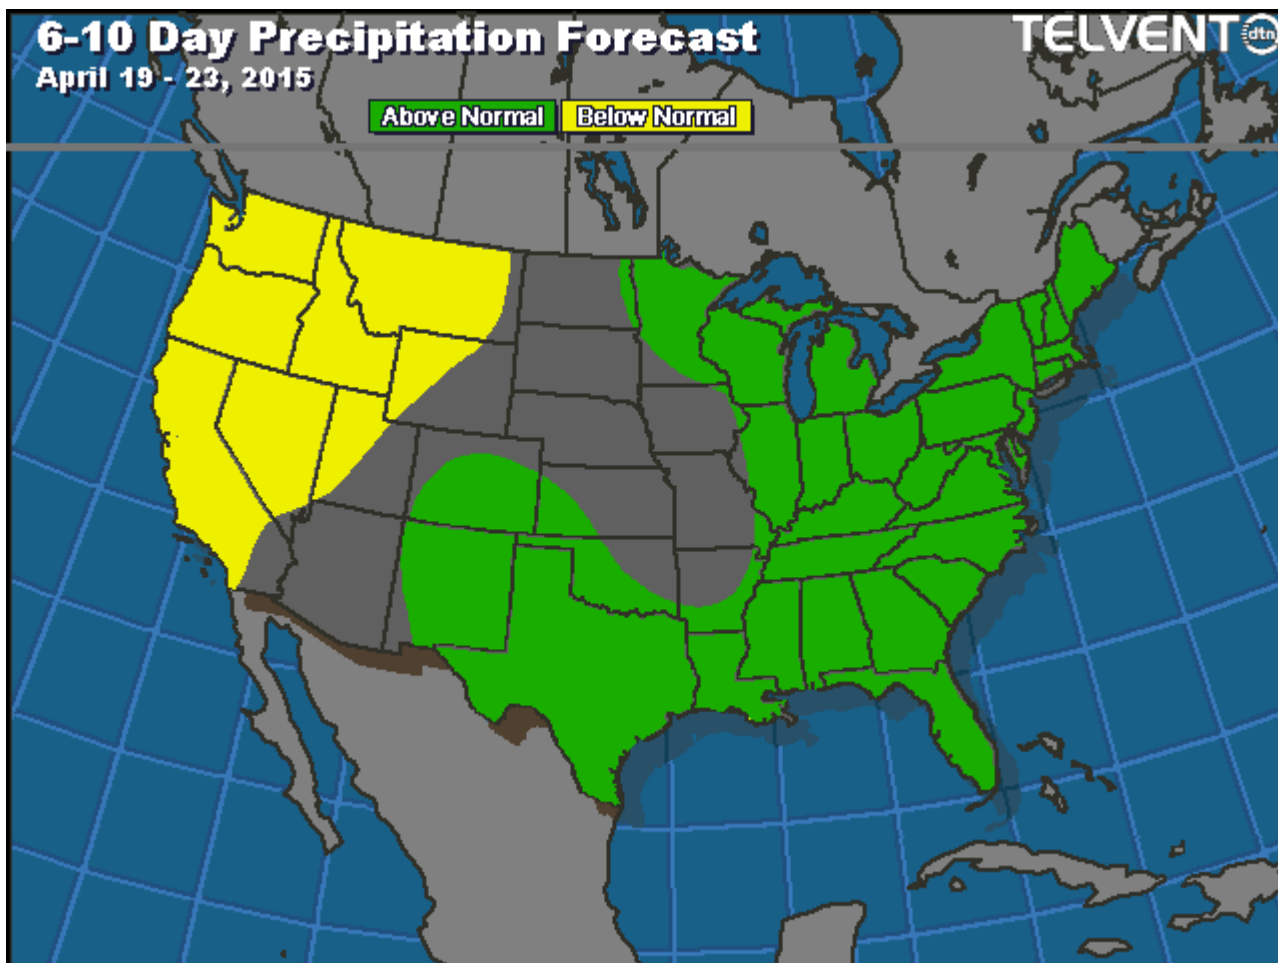 6-10 Day Precipitation Forecast
April 19 - 23, 2015
TELVENT dtn
Above Normal Below Normal